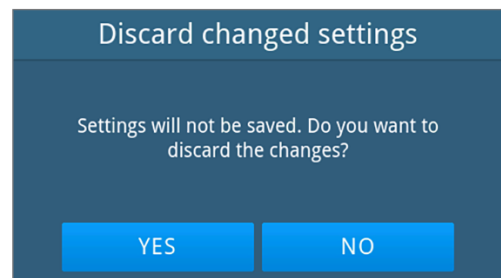 Discard changed settings
Settings will not be saved. Do you want to
discard the changes?
YES
NO